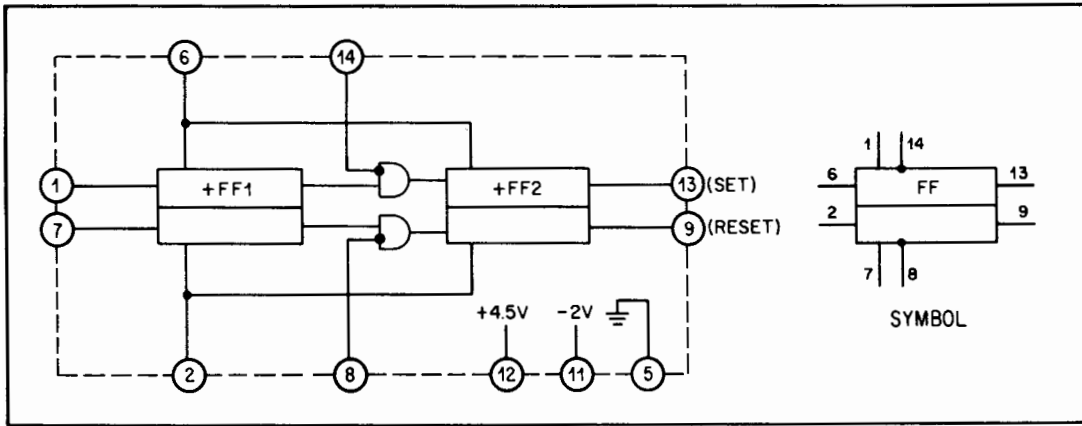 6 14
1 14
1 +FF1 +FF2 13 (SET) 6 FF 13
7 9 (RESET) 2 9
7 8
+4.5V -2V
SYMBOL
2 8 12 11 5